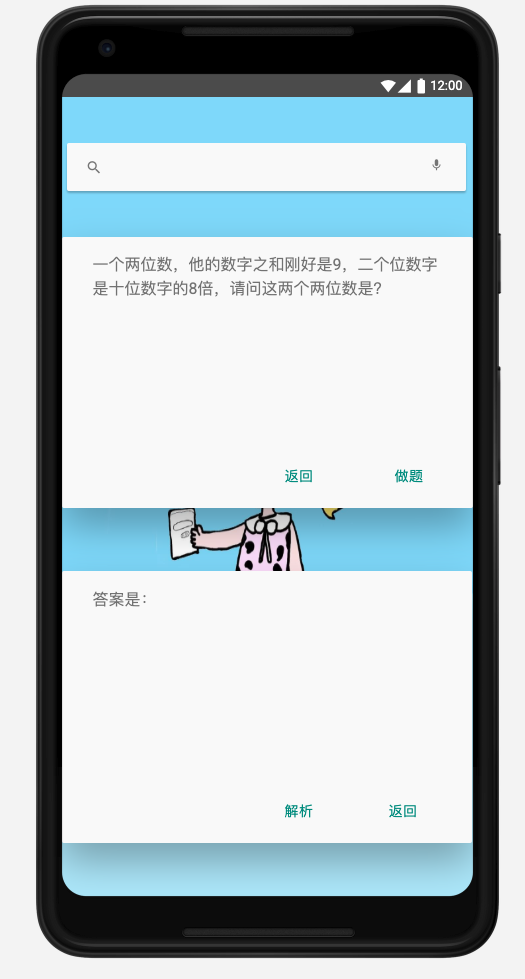 12:00
一个两位数，他的数字之和刚好是9，二个位数字
是十位数字的8倍，请问这两个两位数是?
返回 做题
答案是：
解析 返回